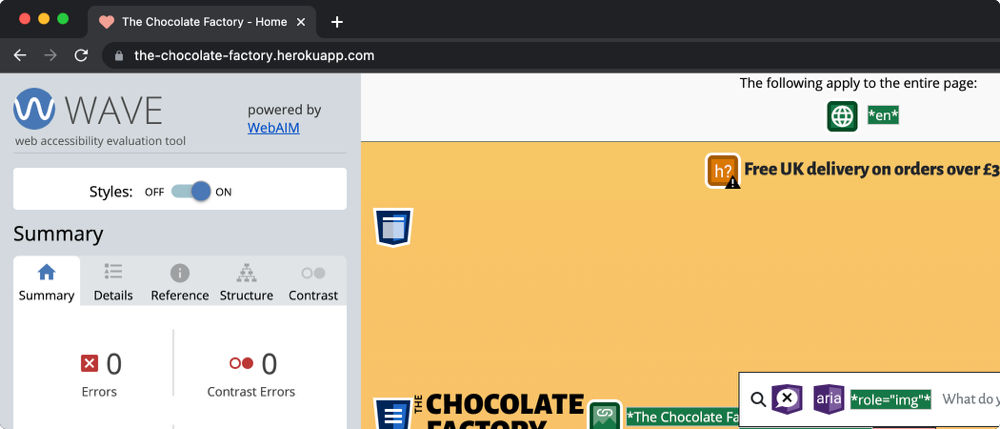 The Chocolate Factory - Home
the-chocolate-factory.herokuapp.com
WAVE
web accessibility evaluation tool
powered by
WebAIM
Styles: OFF ON
Summary
Summary Details Reference Structure Contrast
0 0
Errors Contrast Errors
The following apply to the entire page:
*en*
h? Free UK delivery on orders over £3
THE
CHOCOLATE
FACTORY
*The Chocolate Fa
aria *role="img"* What do y